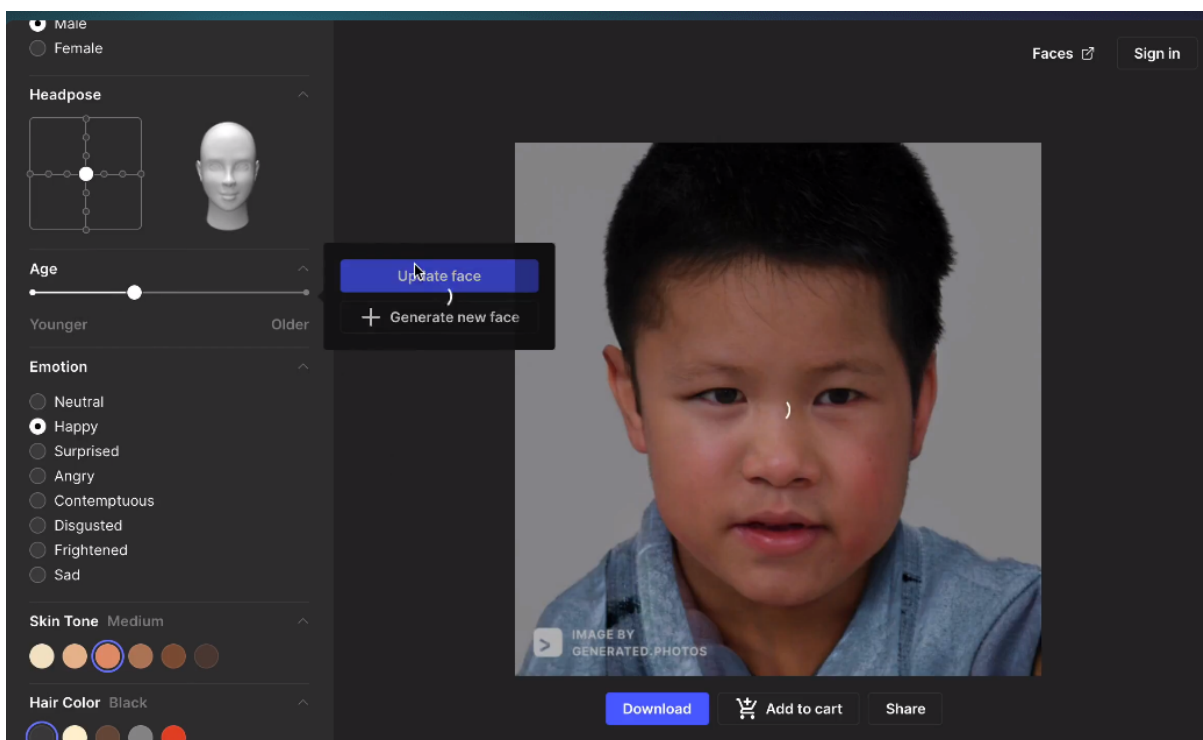 Male
Female
Headpose
Age
Younger Older
Emotion
Neutral
Happy
Surprised
Angry
Contemptuous
Disgusted
Frightened
Sad
Skin Tone Medium
Hair Color Black
Update face
Generate new face
Faces Sign in
IMAGE BY
GENERATED.PHOTOS
Download Add to cart Share